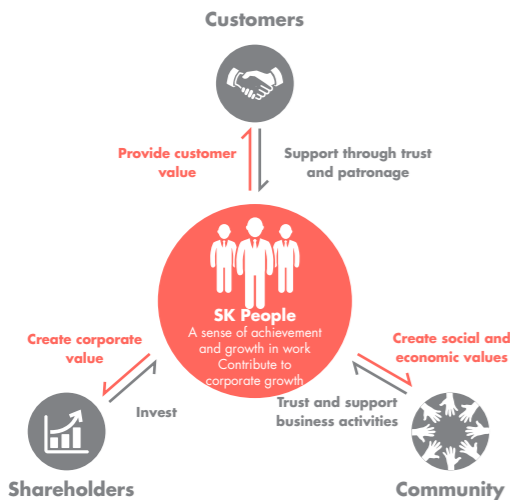 Customers
Provide customer
value
Support through trust
and patronage
SK People
A sense of achievement
and growth in work
Contribute to
corporate growth
Create corporate
value
Invest
Create social and
economic values
Trust and support
business activities
Shareholders
Community